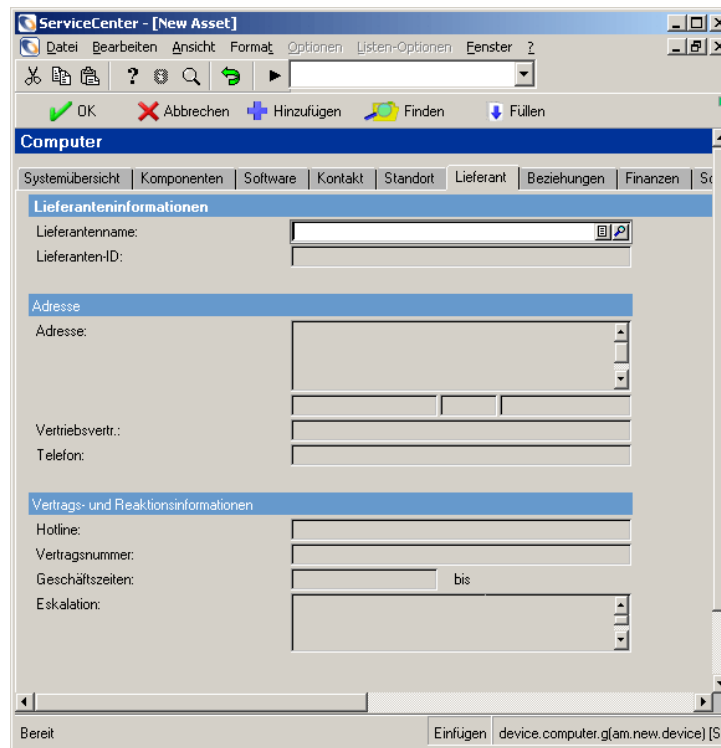 ServiceCenter - [New Asset]
Datei Bearbeiten Ansicht Format Optionen Listen-Optionen Fenster ?
OK Abbrechen Hinzufügen Finden Füllen
Computer
Systemübersicht Komponenten Software Kontakt Standort Lieferant Beziehungen Finanzen
Lieferanteninformationen
Lieferantenname:
Lieferanten-ID:
Adresse
Adresse:
Vertriebsvertr.:
Telefon:
Vertrags- und Reaktionsinformationen
Hotline:
Vertragsnummer:
Geschäftszeiten: bis
Eskalation:
Bereit Einfügen device.computer.g(am.new.device) [S